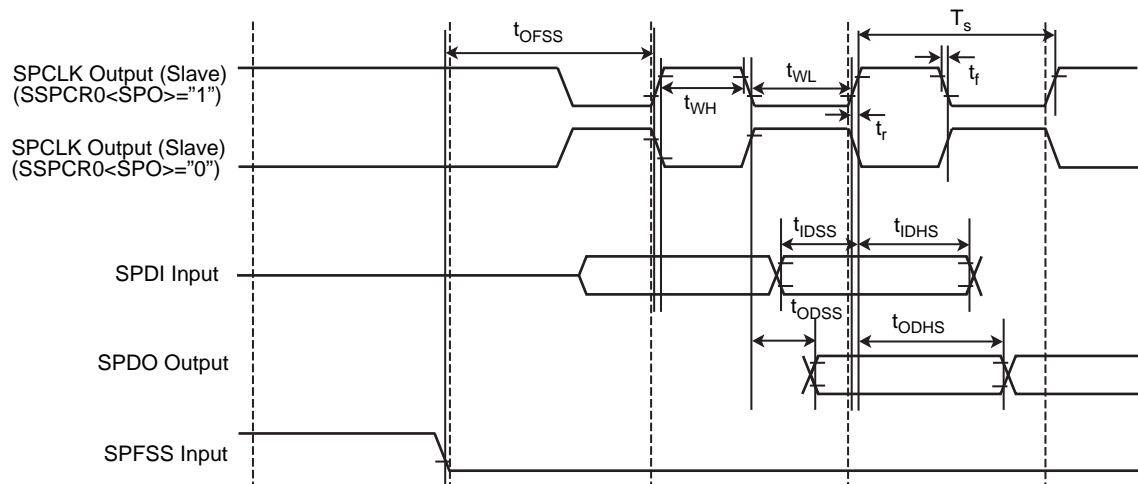 tOFSS
Ts
SPCLK Output (Slave)
(SSPCR0<SPO>="1")
tWL
tf
tWH
tr
SPCLK Output (Slave)
(SSPCR0<SPO>="0")
tIDSS
tIDHS
SPDI Input
tODSS
tODHS
SPDO Output
SPFSS Input